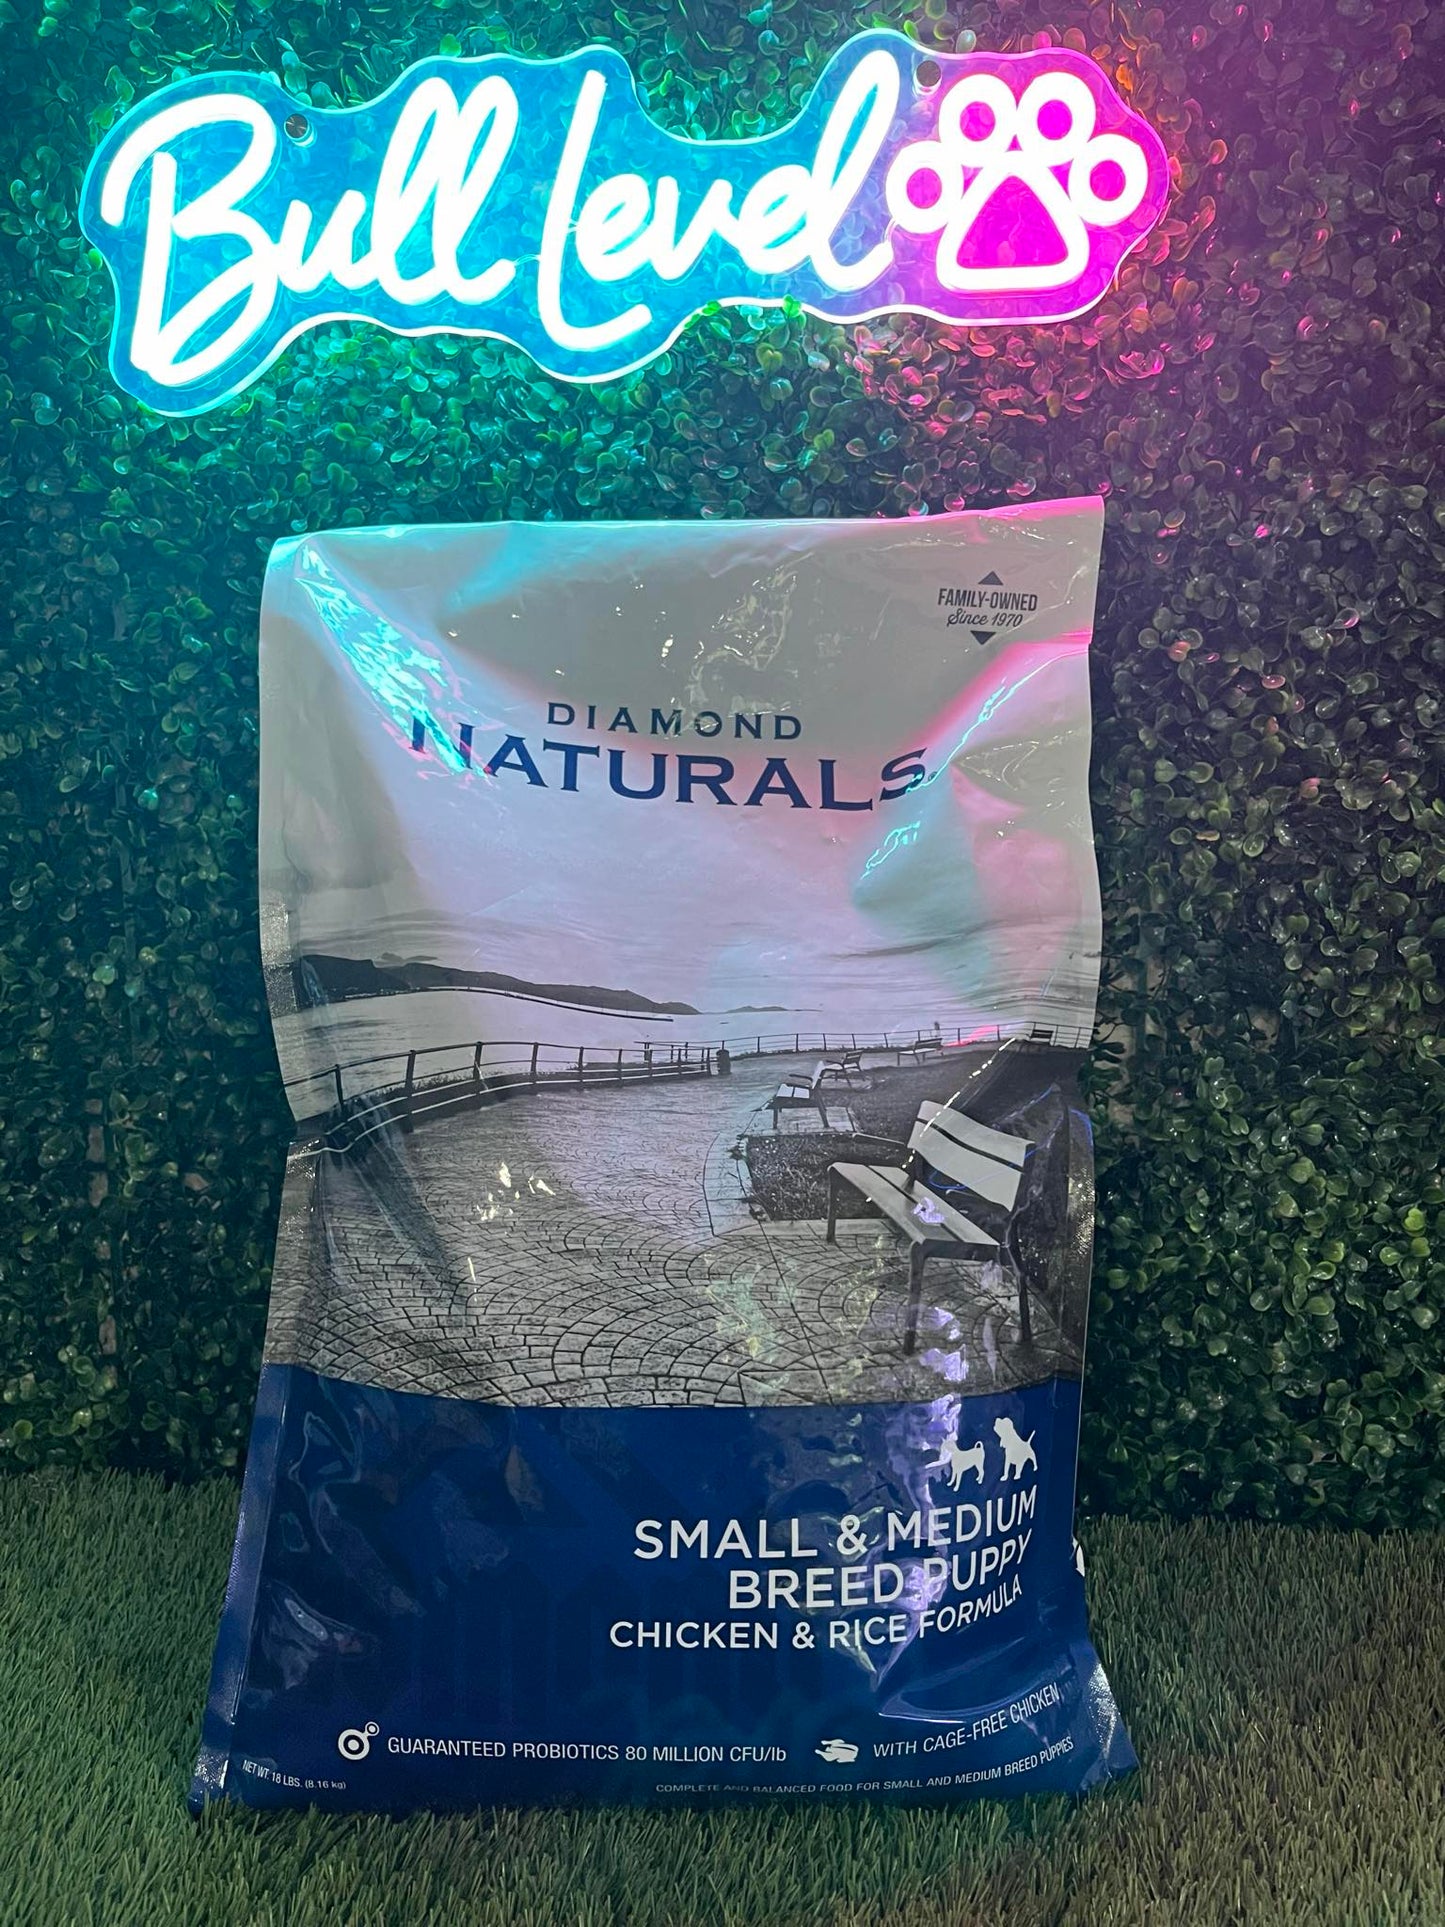 Bull Level
FAMILY-OWNED
Since 1970
DIAMOND
NATURALS®
SMALL & MEDIUM
BREED PUPPY
CHICKEN & RICE FORMULA
GUARANTEED PROBIOTICS 80 MILLION CFU/lb
WITH CAGE-FREE CHICKEN
NET WT. 18 LBS. (8.16 kg)
COMPLETE AND BALANCED FOOD FOR SMALL AND MEDIUM BREED PUPPIES